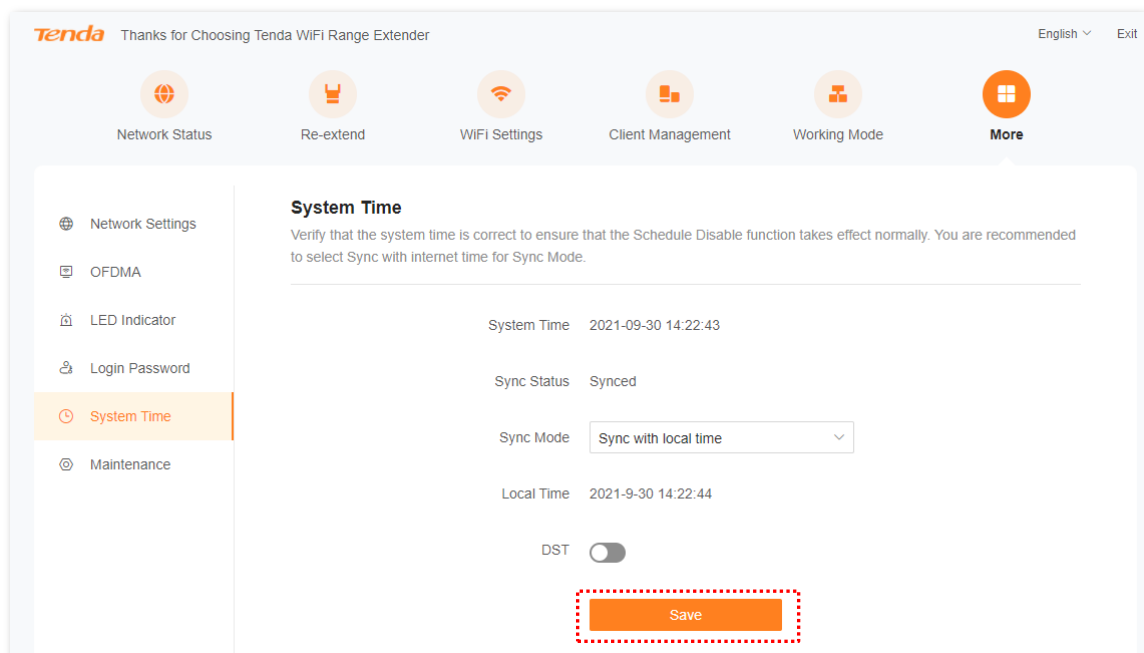 Tenda Thanks for Choosing Tenda WiFi Range Extender English Exit
Network Status Re-extend WiFi Settings Client Management Working Mode More
Network Settings
OFDMA
LED Indicator
Login Password
System Time
Maintenance
System Time
Verify that the system time is correct to ensure that the Schedule Disable function takes effect normally. You are recommended
to select Sync with internet time for Sync Mode.
System Time 2021-09-30 14:22:43
Sync Status Synced
Sync Mode Sync with local time
Local Time 2021-9-30 14:22:44
DST
Save